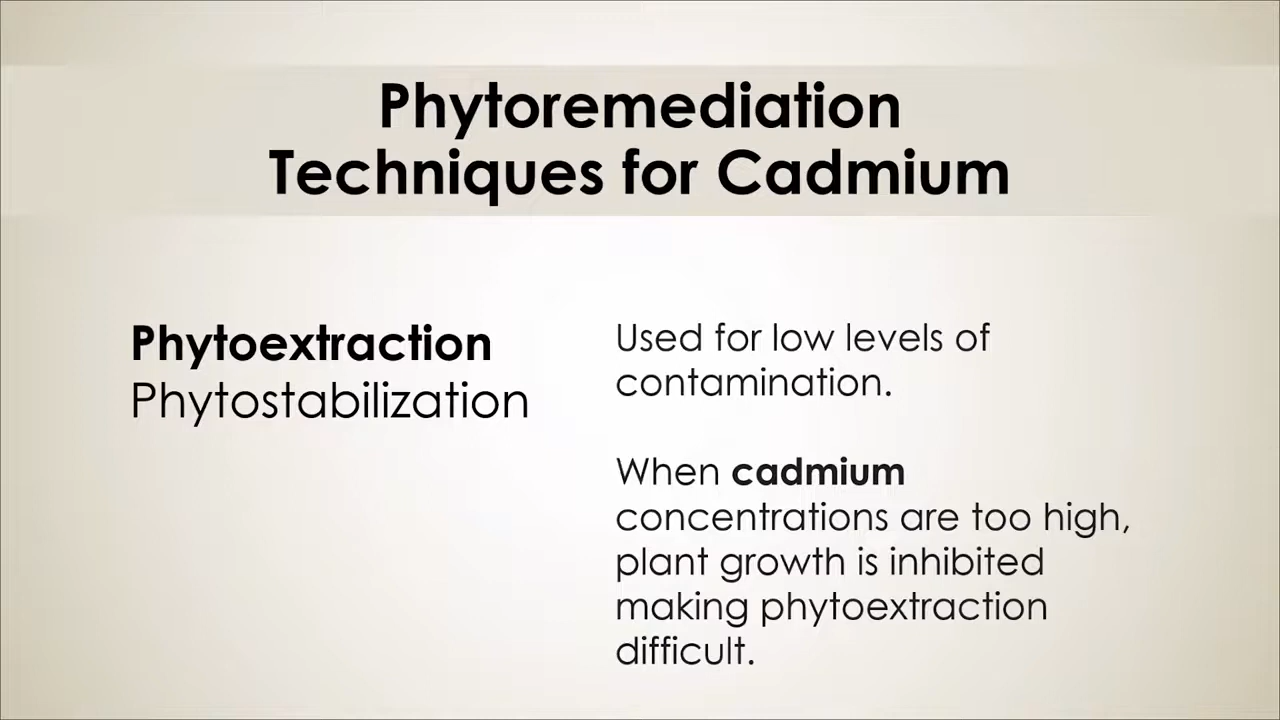 Phytoremediation
Techniques for Cadmium
Phytoextraction
Phytostabilization
Used for low levels of
contamination.
When cadmium
concentrations are too high,
plant growth is inhibited
making phytoextraction
difficult.